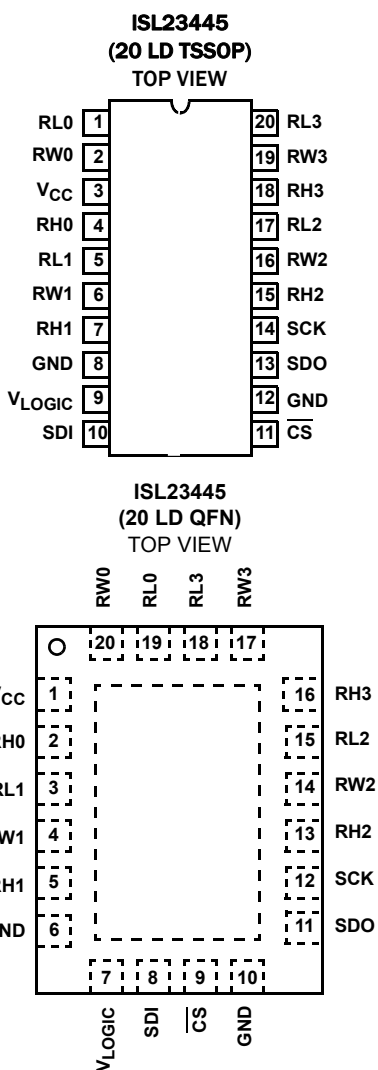 ISL23445
(20 LD TSSOP)
TOP VIEW
RL0 1 20 RL3
RW0 2 19 RW3
VCC 3 18 RH3
RH0 4 17 RL2
RL1 5 16 RW2
RW1 6 15 RH2
RH1 7 14 SCK
GND 8 13 SDO
VLOGIC 9 12 GND
SDI 10 11 CS
ISL23445
(20 LD QFN)
TOP VIEW
RW0 RL0 RL3 RW3
20 19 18 17
1 16 RH3
2 15 RL2
3 14 RW2
4 13 RH2
5 12 SCK
6 11 SDO
7 8 9 10
VLOGIC SDI CS GND